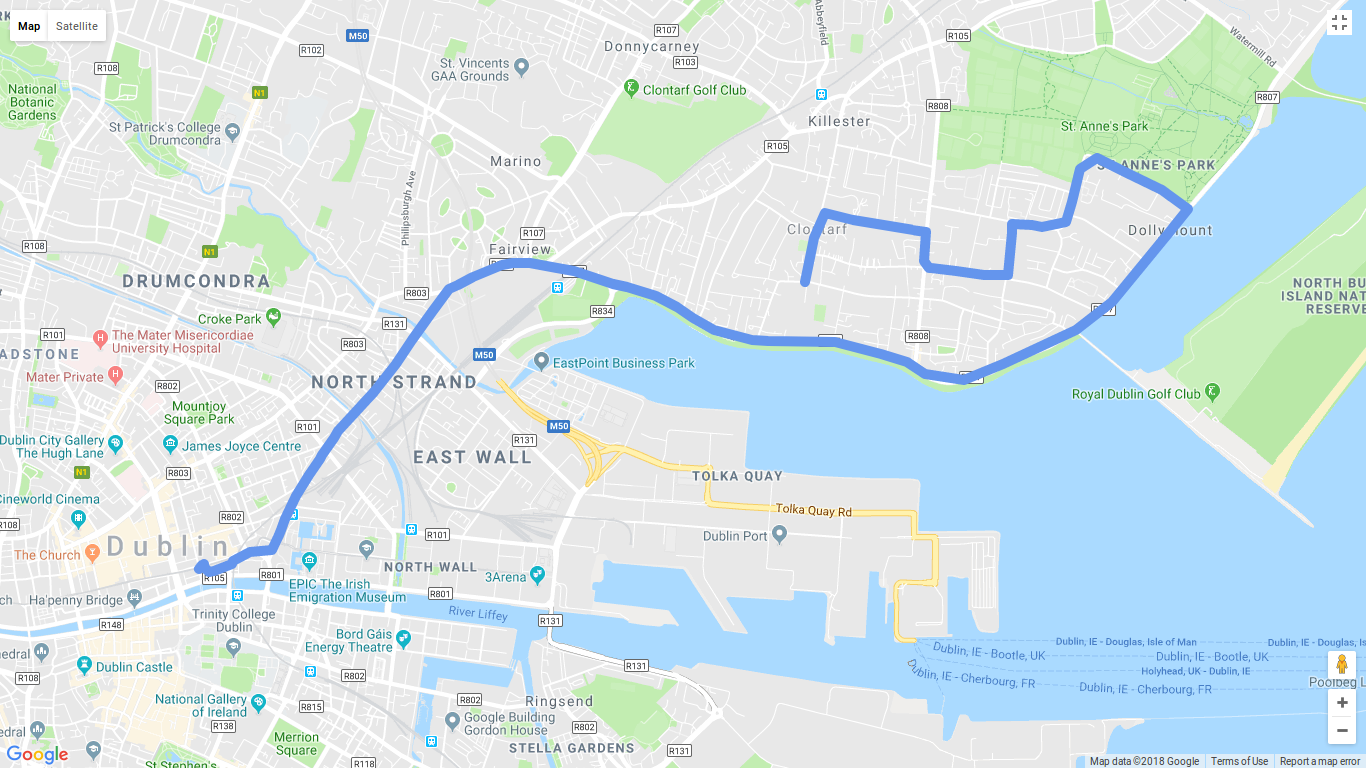 Map
Satellite
M50
R107
Donnycarney
R103
Abbeyfield
R105
Watermill Rd
R102
R108
St. Vincents
GAA Grounds
Clontarf Golf Club
N1
National
Botanic
Gardens
St Patrick's College
Drumcondra
R808
R807
Killester
St. Anne's Park
R105
Marino
ANNE'S PARK
Philipsburgh Ave
R107
Fairview
R108
N1
Dollymount
DRUMCONDRA
R803
R131
Croke Park
R834
NORTH BU
ISLAND NAT
RESERVE
R101
The Mater Misericordiae
University Hospital
R803
R808
ADSTONE
M50
EastPoint Business Park
Mater Private
R802
NORTH STRAND
Royal Dublin Golf Club
Mountjoy
Square Park
R101
M50
Dublin City Gallery
The Hugh Lane
James Joyce Centre
R131
EAST WALL
N1
R803
TOLKA QUAY
Cineworld Cinema
R108
R802
Tolka Quay Rd
The Church
Dublin
R101
Dublin Port
NORTH WALL
R105
R801
3Arena
EPIC The Irish
Emigration Museum
R801
Ha'penny Bridge
River Liffey
R148
Trinity College
Dublin
R131
Bord Gáis
Energy Theatre
Dublin, IE - Douglas, Isle of Man
Dublin, IE - Douglas, Is
Dublin, IE - Bootle, UK
Dublin, IE - Bootle, UK
Holyhead, UK - Dublin, IE
Dublin, IE - Cherbourg, FR
Dublin, IE - Cherbourg, FR
Poolbeg L
edral
Dublin Castle
R131
R108
R802
National Gallery
of Ireland
R815
R802
Ringsend
Google Building
Gordon House
R802
R138
edral
Merrion
Square
STELLA GARDENS
R131
St Stephen's
R118
Google
Map data ©2018 Google
Terms of Use
Report a map error